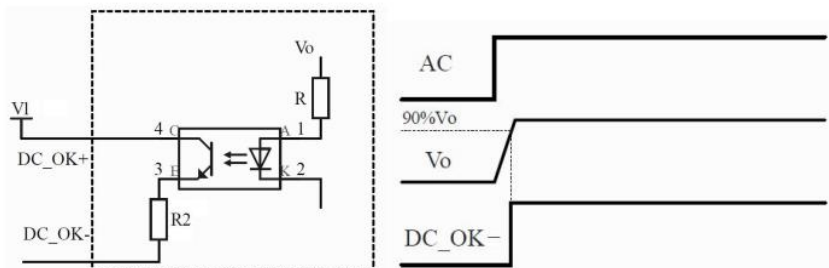 Vo
R
V1
4 C
A 1
DC_OK+
3 E
K 2
R2
DC_OK-
AC
90%Vo
Vo
DC_OK-